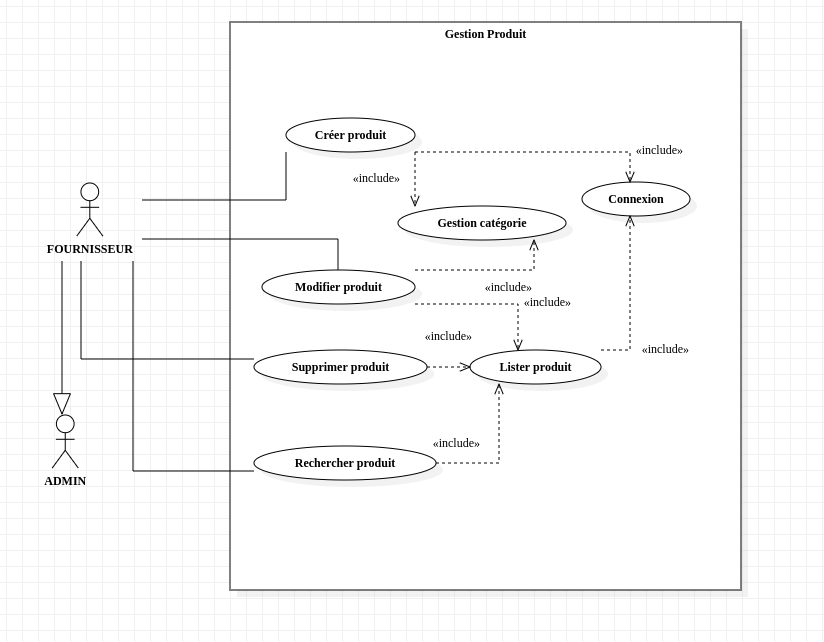 Gestion Produit
Créer produit
«include»
«include»
Connexion
Gestion catégorie
FOURNISSEUR
Modifier produit
«include»
«include»
«include»
«include»
Supprimer produit
Lister produit
«include»
Rechercher produit
ADMIN